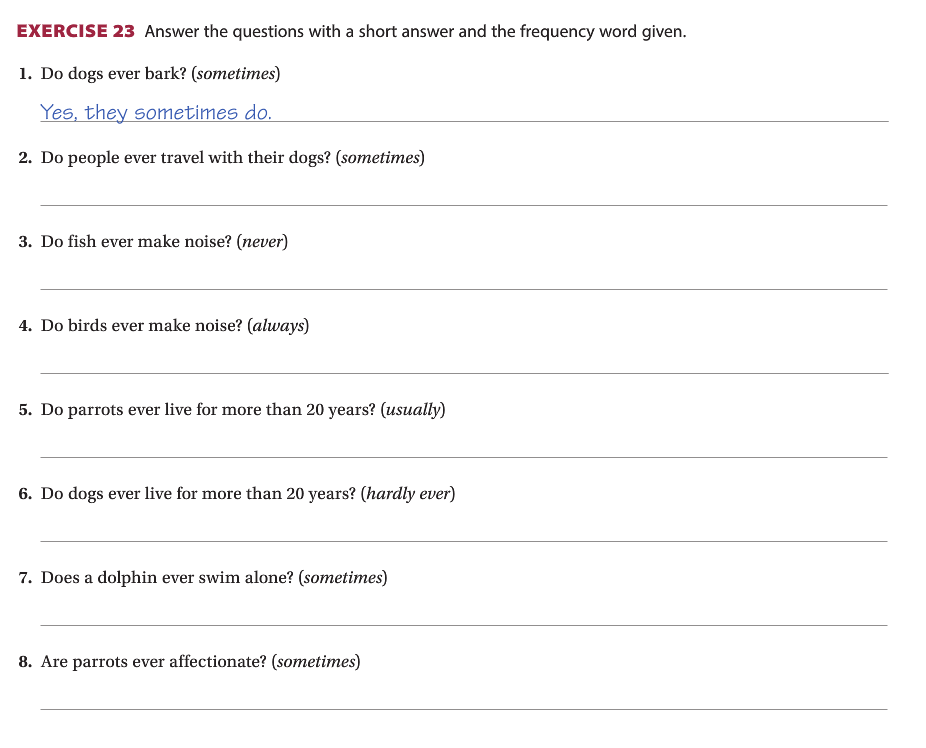 EXERCISE 23 Answer the questions with a short answer and the frequency word given.
1. Do dogs ever bark? (sometimes)
Yes, they sometimes do.
2. Do people ever travel with their dogs? (sometimes)
3. Do fish ever make noise? (never)
4. Do birds ever make noise? (always)
5. Do parrots ever live for more than 20 years? (usually)
6. Do dogs ever live for more than 20 years? (hardly ever)
7. Does a dolphin ever swim alone? (sometimes)
8. Are parrots ever affectionate? (sometimes)